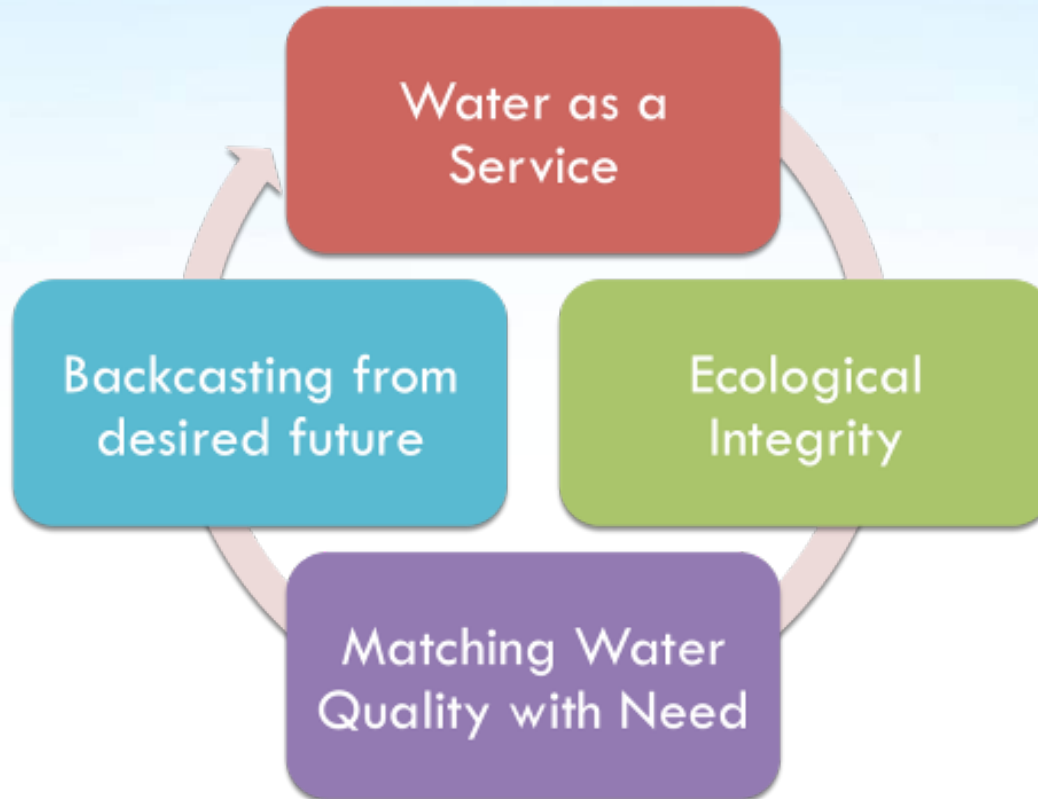 Water as a
Service
Ecological
Integrity
Matching Water
Quality with Need
Backcasting from
desired future